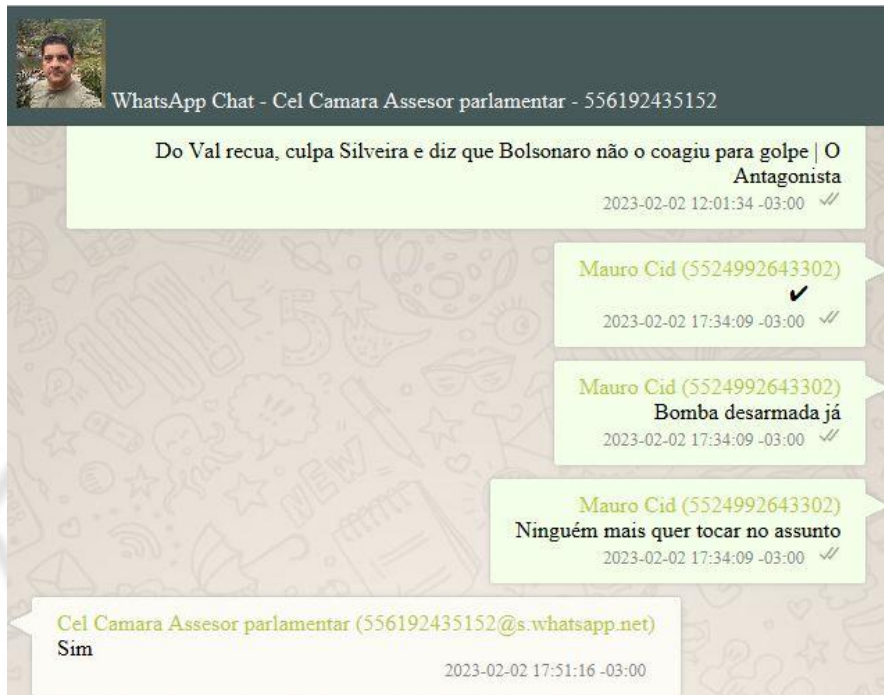 WhatsApp Chat - Cel Camara Assesor parlamentar - 556192435152
Do Val recua, culpa Silveira e diz que Bolsonaro não o coagiu para golpe | O
Antagonista
2023-02-02 12:01:34 -03:00
Mauro Cid (5524992643302)
✔
2023-02-02 17:34:09 -03:00
Mauro Cid (5524992643302)
Bomba desarmada já
2023-02-02 17:34:09 -03:00
Mauro Cid (5524992643302)
Ninguém mais quer tocar no assunto
2023-02-02 17:34:09 -03:00
Cel Camara Assesor parlamentar (556192435152@s.whatsapp.net)
Sim
2023-02-02 17:51:16 -03:00